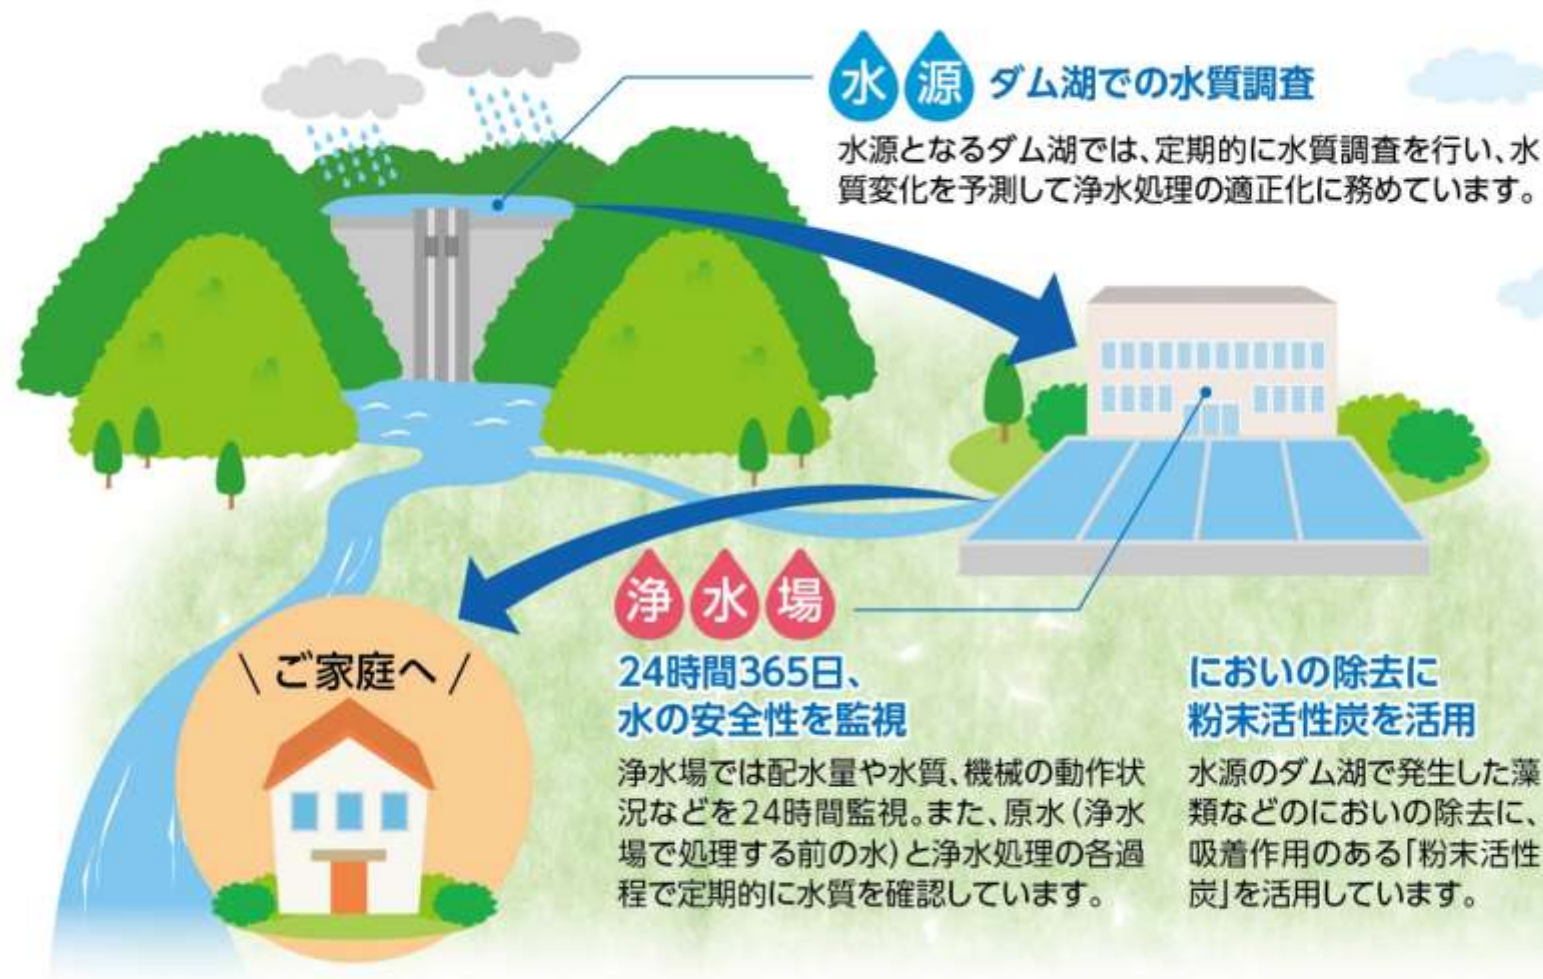 水源 ダム湖での水質調査
水源となるダム湖では、定期的に水質調査を行い、水
質変化を予測して浄水処理の適正化に務めています。
浄水場
24時間365日、
水の安全性を監視
浄水場では配水量や水質、機械の動作状
況などを24時間監視。また、原水(浄水
場で処理する前の水)と浄水処理の各過
程で定期的に水質を確認しています。
においの除去に
粉末活性炭を活用
水源のダム湖で発生した藻
類などのにおいの除去に、
吸着作用のある「粉末活性
炭」を活用しています。
\ ご家庭へ /